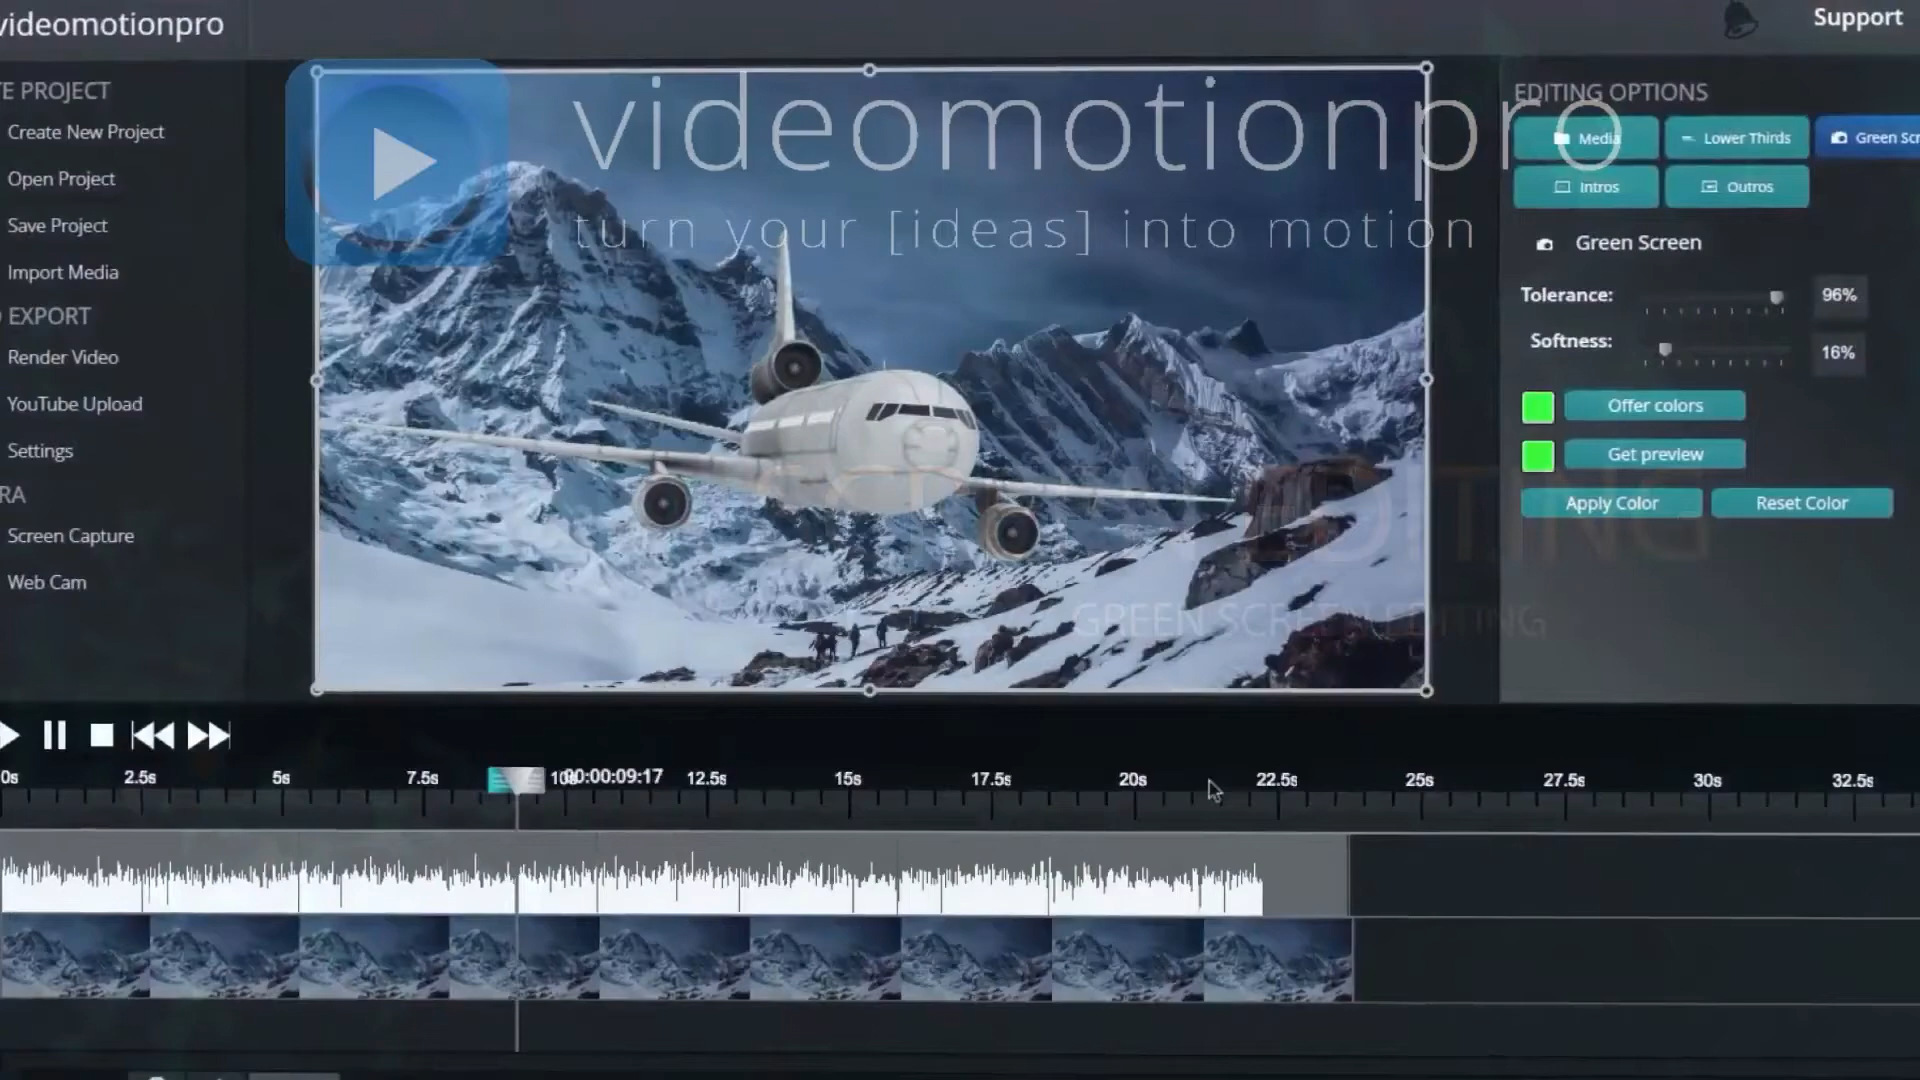 videomotionpro
Support
E PROJECT
Create New Project
Open Project
Save Project
Import Media
EXPORT
Render Video
YouTube Upload
Settings
RA
Screen Capture
Web Cam
videomotionpro
turn your [ideas] into motion
EDITING OPTIONS
Media
Lower Thirds
Green Scr
Intros
Outros
Green Screen
Tolerance:
96%
Softness:
16%
Offer colors
Get preview
Apply Color
Reset Color
EDITING
GREEN SCREEN EDITING
0s
2.5s
5s
7.5s
10s
00:00:09:17
12.5s
15s
17.5s
20s
22.5s
25s
27.5s
30s
32.5s